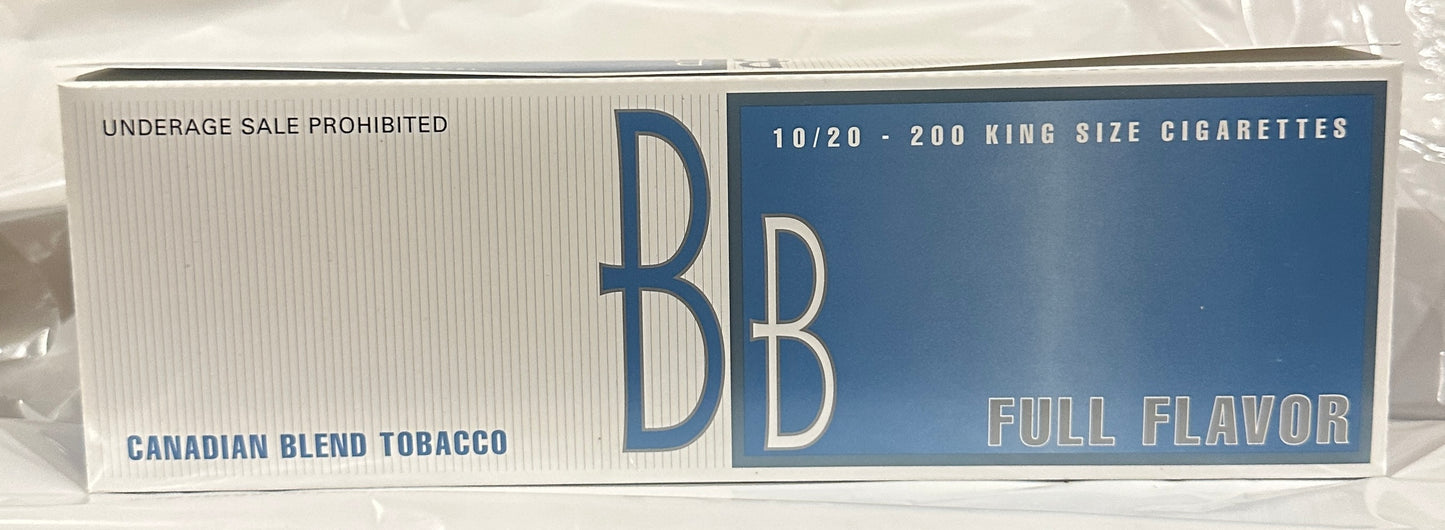 UNDERAGE SALE PROHIBITED
10/20 - 200 KING SIZE CIGARETTES
BB
CANADIAN BLEND TOBACCO
FULL FLAVOR